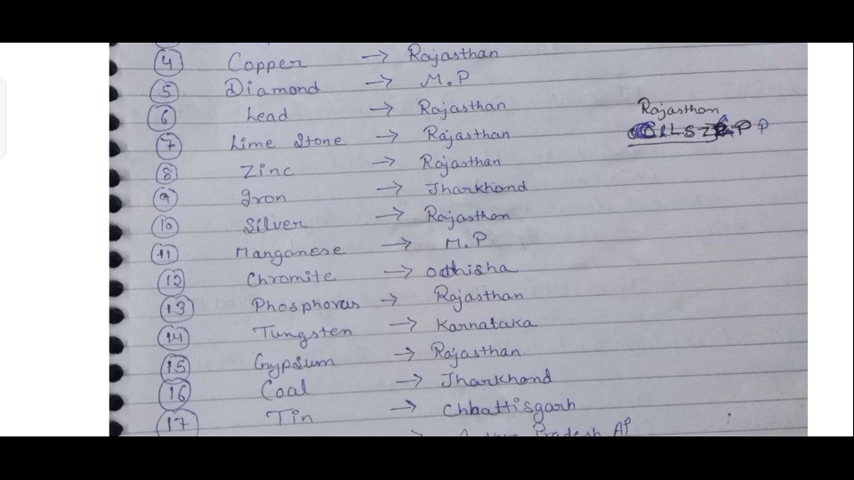 4 Copper → Rajasthan
5 Diamond → M.P
6 Lead → Rajasthan
Rajasthan
7 Lime Stone → Rajasthan
8 Zinc → Rajasthan
9 Iron → Jharkhand
10 Silver → Rajasthan
11 Manganese → M.P
12 Chromite → odhisha
13 Phosphorus → Rajasthan
14 Tungsten → Karnataka
15 Gypsum → Rajasthan
16 Coal → Jharkhand
17 Tin → Chhattisgarh
→ Pradesh AP